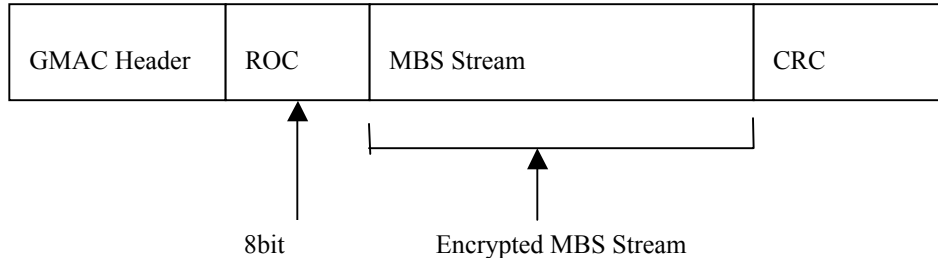 GMAC Header ROC MBS Stream CRC
8bit Encrypted MBS Stream